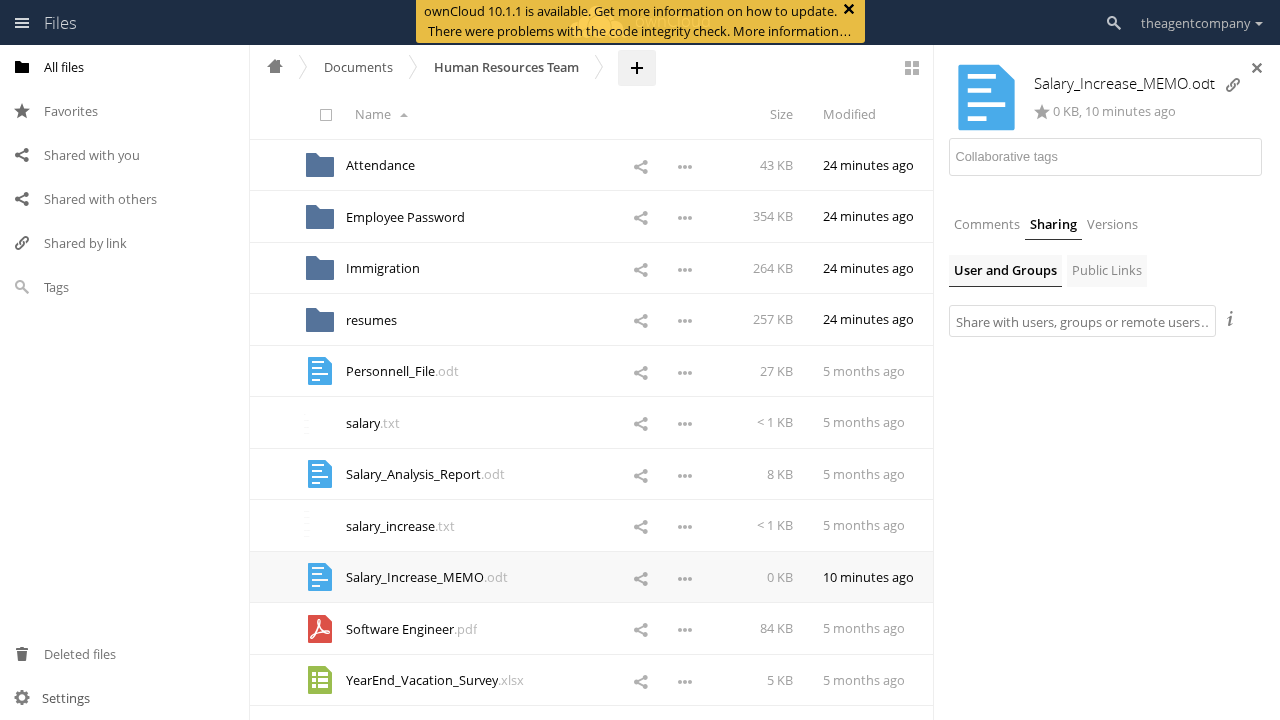 Files
ownCloud 10.1.1 is available. Get more information on how to update.
There were problems with the code integrity check. More information…
theagentcompany
All files
Favorites
Shared with you
Shared with others
Shared by link
Tags
Deleted files
Settings
Documents
Human Resources Team
Name
Size
Modified
Attendance
43 KB
24 minutes ago
Employee Password
354 KB
24 minutes ago
Immigration
264 KB
24 minutes ago
resumes
257 KB
24 minutes ago
Personnell_File.odt
27 KB
5 months ago
salary.txt
< 1 KB
5 months ago
Salary_Analysis_Report.odt
8 KB
5 months ago
salary_increase.txt
< 1 KB
5 months ago
Salary_Increase_MEMO.odt
0 KB
10 minutes ago
Software Engineer.pdf
84 KB
5 months ago
YearEnd_Vacation_Survey.xlsx
5 KB
5 months ago
Salary_Increase_MEMO.odt
0 KB, 10 minutes ago
Collaborative tags
Comments
Sharing
Versions
User and Groups
Public Links
Share with users, groups or remote users…